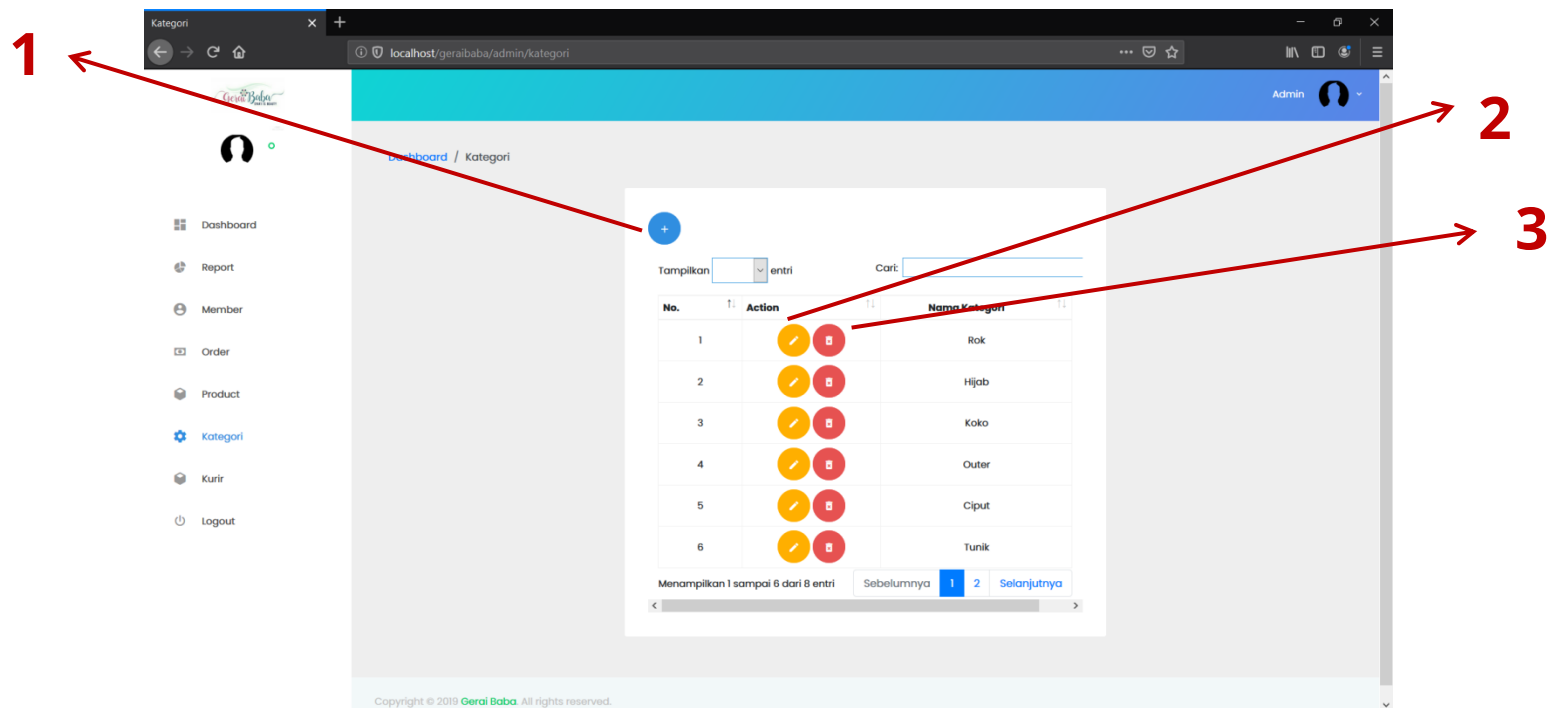 Kategori
1
localhost/geraibaba/admin/kategori
Gerai Baba
Admin
2
Dashboard / Kategori
3
Dashboard
Report
Member
Order
Product
Kategori
Kurir
Logout
+
Tampilkan entri Cari:
No. Action Nama Kategori
1 Rok
2 Hijab
3 Koko
4 Outer
5 Ciput
6 Tunik
Menampilkan 1 sampai 6 dari 8 entri Sebelumnya 1 2 Selanjutnya
Copyright © 2019 Gerai Baba. All rights reserved.